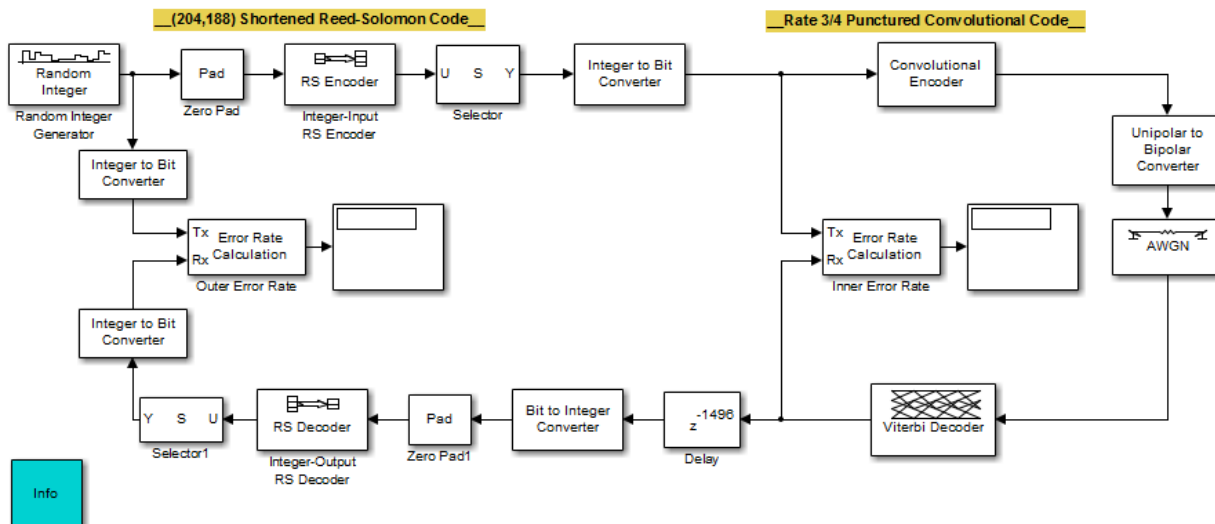 __(204,188) Shortened Reed-Solomon Code__
__Rate 3/4 Punctured Convolutional Code__
Random
Integer
Random Integer
Generator
Pad
Zero Pad
RS Encoder
Integer-Input
RS Encoder
U S Y
Selector
Integer to Bit
Converter
Convolutional
Encoder
Unipolar to
Bipolar
Converter
Integer to Bit
Converter
Tx
Rx
Error Rate
Calculation
Outer Error Rate
Tx
Rx
Error Rate
Calculation
Inner Error Rate
AWGN
Integer to Bit
Converter
Y S U
Selector1
RS Decoder
Integer-Output
RS Decoder
Pad
Zero Pad1
Bit to Integer
Converter
z -1496
Delay
Viterbi Decoder
Info